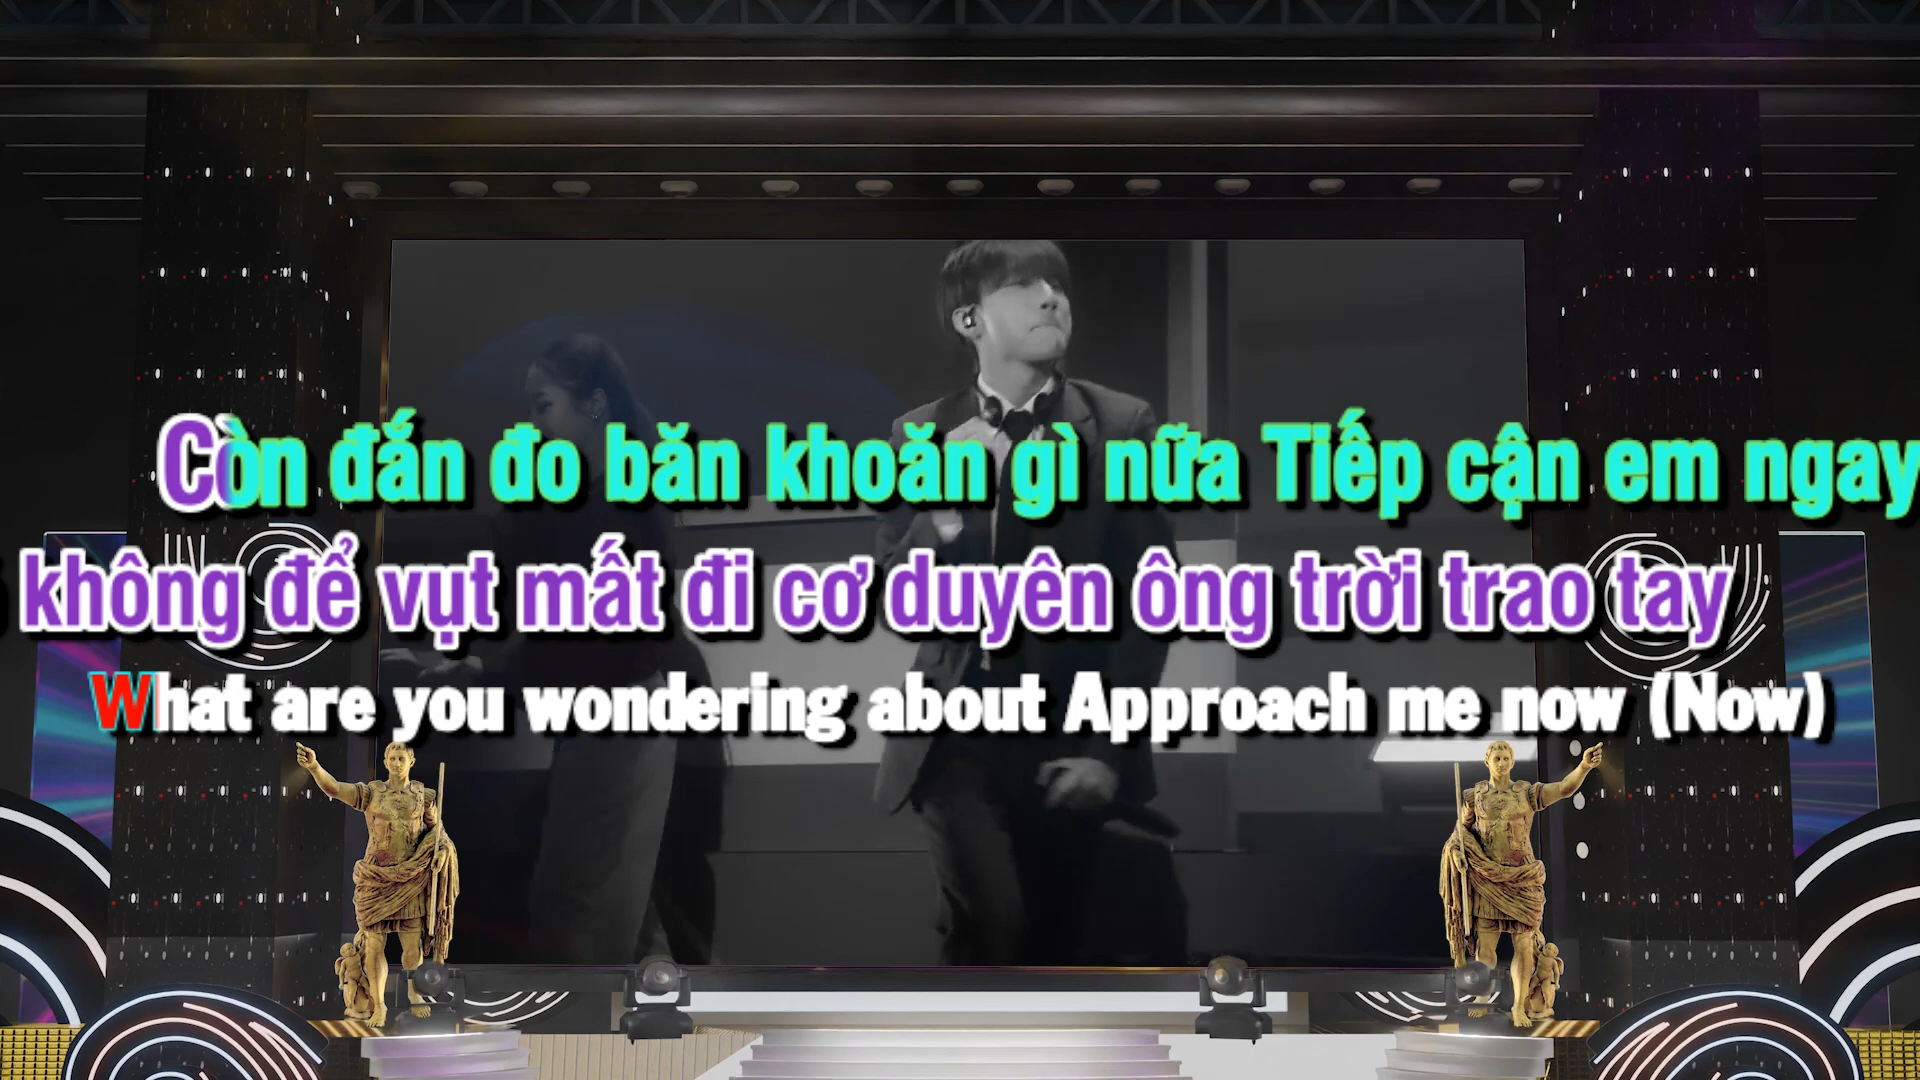 Còn đắn đo băn khoăn gì nữa Tiếp cận em ngay
không để vụt mất đi cơ duyên ông trời trao tay
What are you wondering about Approach me now (Now)